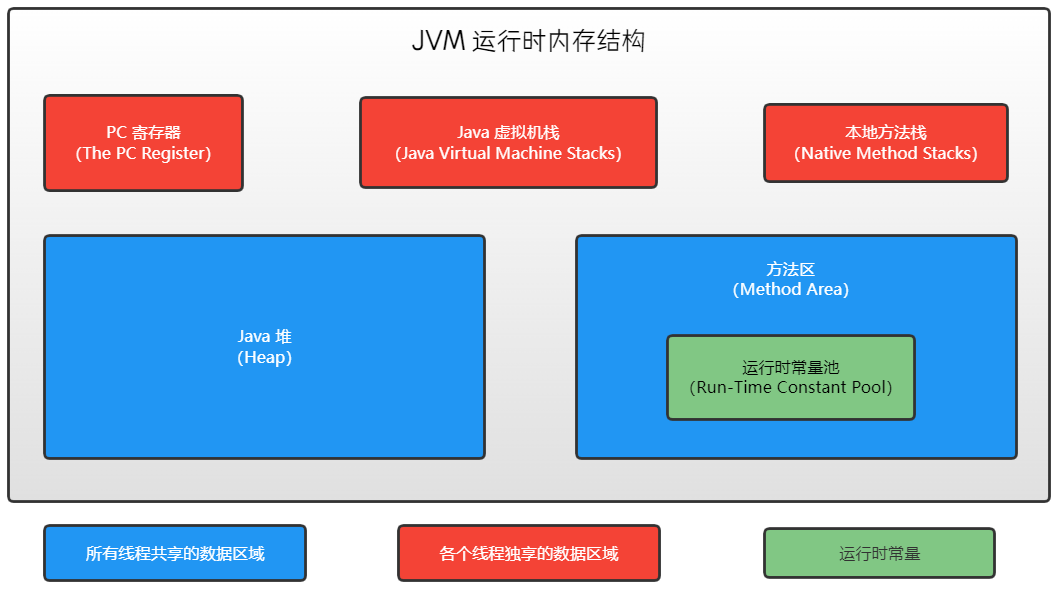 JVM 运行时内存结构
PC 寄存器
（The PC Register）
Java 虚拟机栈
（Java Virtual Machine Stacks）
本地方法栈
（Native Method Stacks）
Java 堆
（Heap）
方法区
（Method Area）
运行时常量池
（Run-Time Constant Pool）
所有线程共享的数据区域
各个线程独享的数据区域
运行时常量